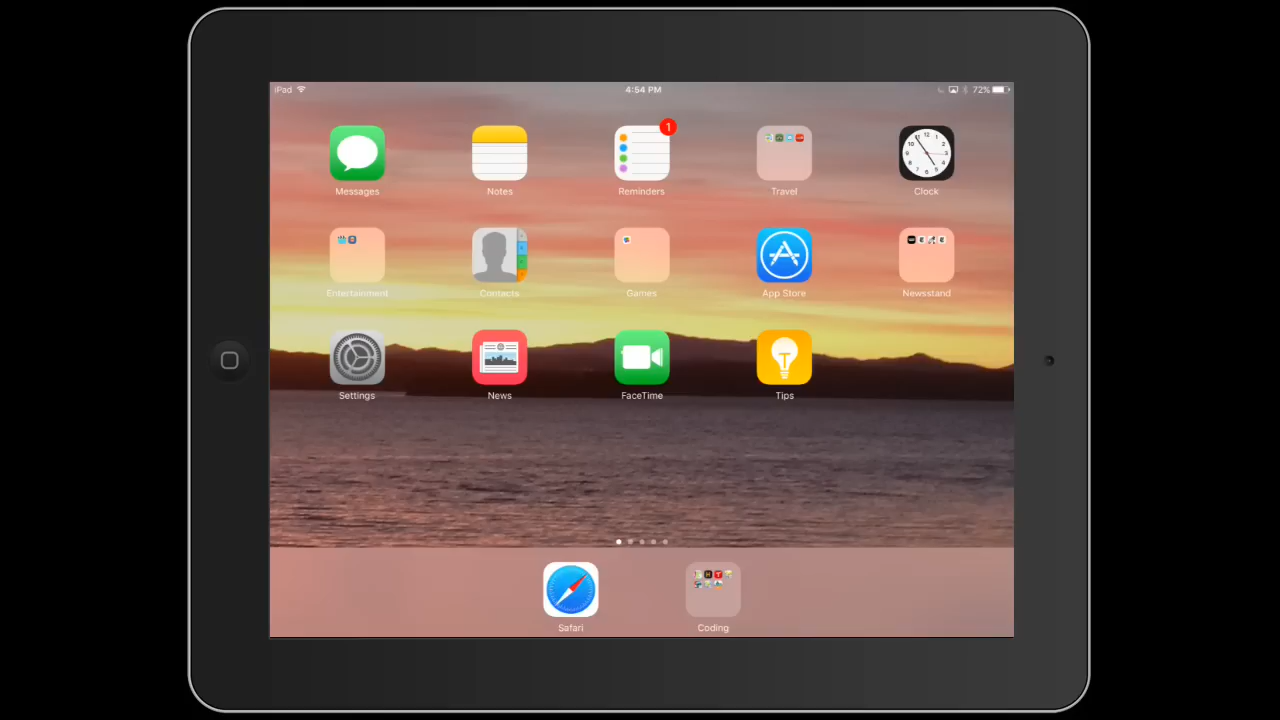 iPad 4:54 PM 72%
1
Messages Notes Reminders Travel Clock
Entertainment Contacts Games App Store Newsstand
Settings News FaceTime Tips
Safari Coding